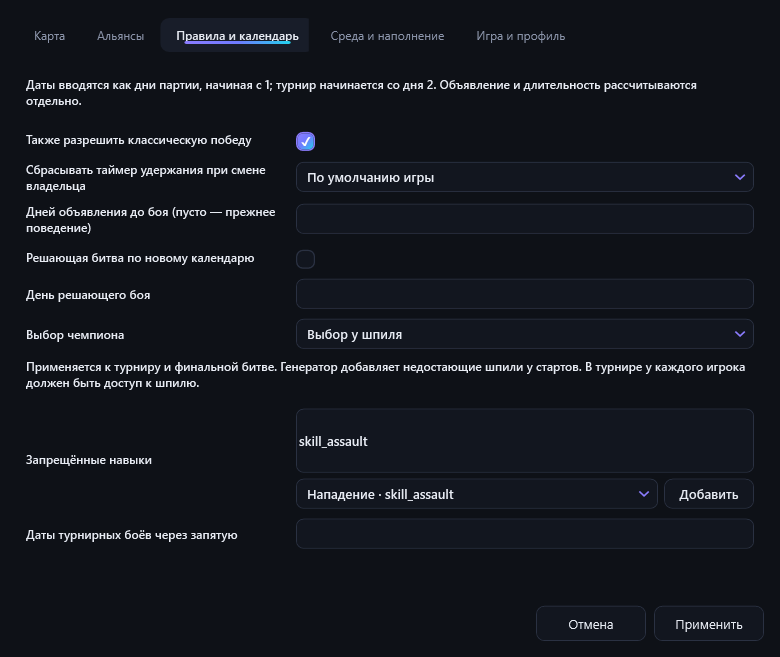 Карта
Альянсы
Правила и календарь
Среда и наполнение
Игра и профиль
Даты вводятся как дни партии, начиная с 1; турнир начинается со дня 2. Объявление и длительность рассчитываются
отдельно.
Также разрешить классическую победу
Сбрасывать таймер удержания при смене
владельца
По умолчанию игры
Дней объявления до боя (пусто — прежнее
поведение)
Решающая битва по новому календарю
День решающего боя
Выбор чемпиона
Выбор у шпиля
Применяется к турниру и финальной битве. Генератор добавляет недостающие шпили у стартов. В турнире у каждого игрока
должен быть доступ к шпилю.
Запрещённые навыки
skill_assault
Нападение · skill_assault
Добавить
Даты турнирных боёв через запятую
Отмена
Применить